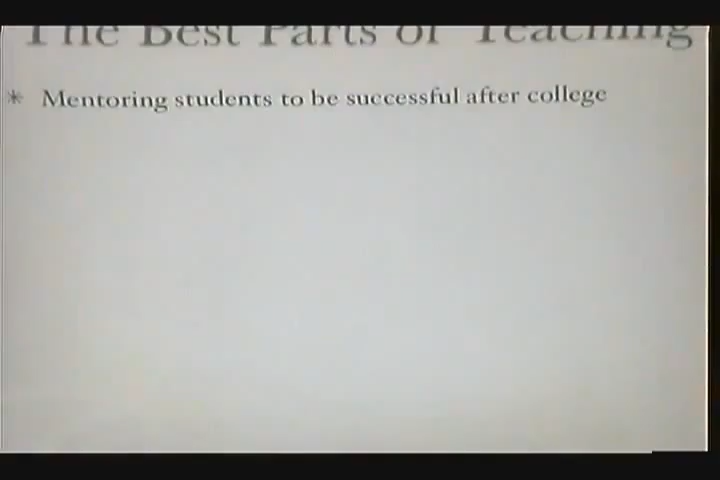 The Best Parts of Teaching
* Mentoring students to be successful after college